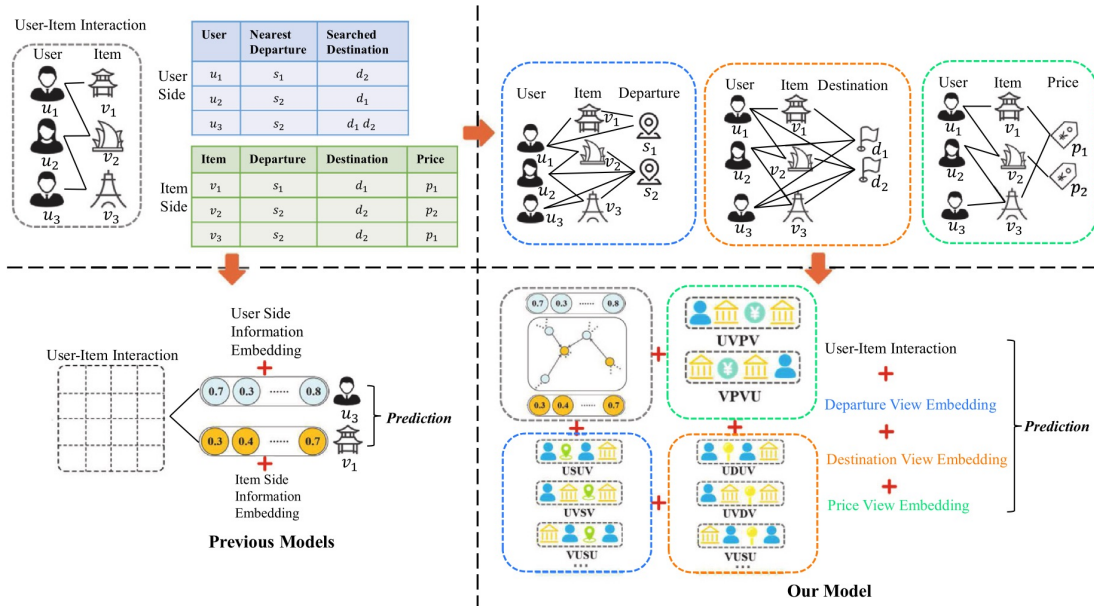 User-Item Interaction
User Item
u1 v1
u2 v2
u3 v3
User Side
User Nearest Departure Searched Destination
u1 s1 d2
u2 s2 d1
u3 s2 d1 d2
Item Side
Item Departure Destination Price
v1 s1 d1 p1
v2 s2 d2 p2
v3 s2 d2 p1
User Item Departure
u1 v1 s1
u2 v2 s2
u3 v3
User Item Destination
u1 v1 d1
u2 v2 d2
u3 v3
User Item Price
u1 v1 p1
u2 v2 p2
u3 v3
User-Item Interaction
User Side
Information
Embedding
+
0.7 0.3 ...... 0.8
u3
Prediction
0.3 0.4 ...... 0.7
v1
+
Item Side
Information
Embedding
Previous Models
0.7 0.3 ...... 0.8
0.3 0.4 ...... 0.7
+
¥
UVPV
¥
VPVU
+
+
USUV
UVSV
VUSU
...
+
UDUV
UVDV
VUSU
...
User-Item Interaction
+
Departure View Embedding
+
Destination View Embedding
+
Price View Embedding
Prediction
Our Model